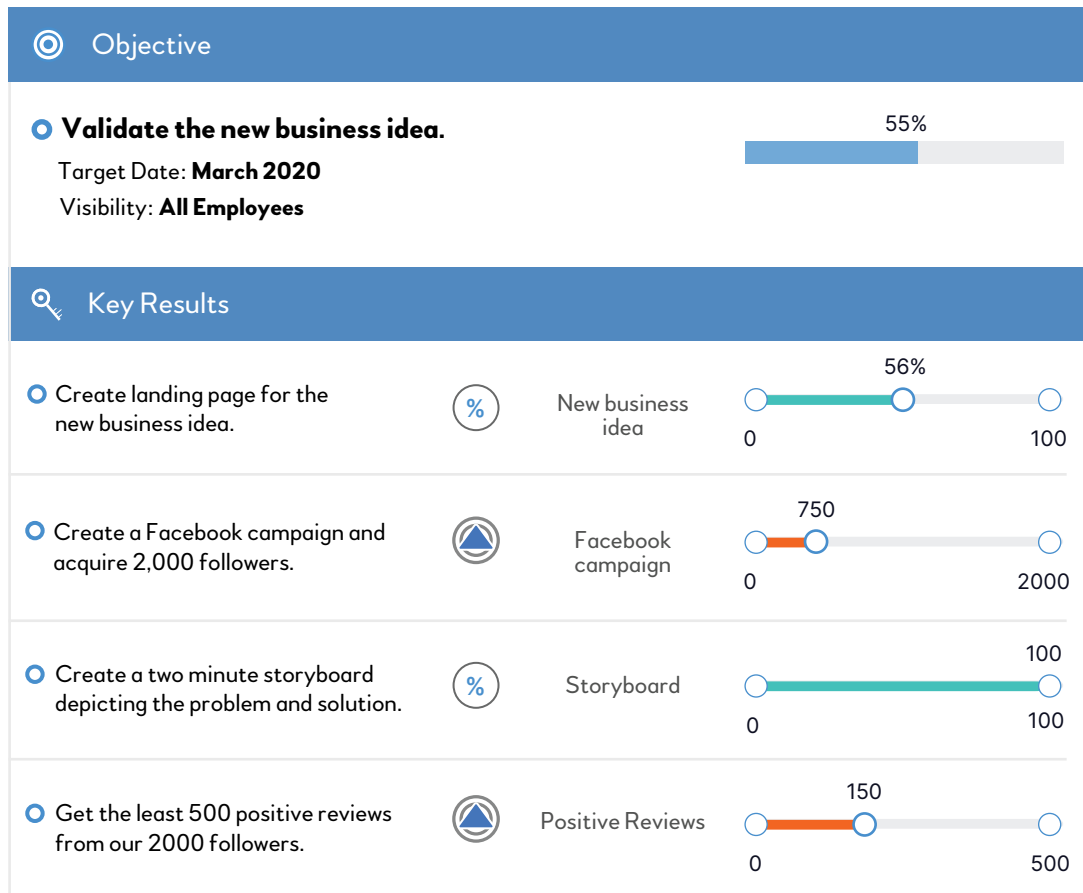 Objective
Validate the new business idea.
55%
Target Date: March 2020
Visibility: All Employees
Key Results
Create landing page for the
new business idea.
%
New business
idea
56%
0
100
Create a Facebook campaign and
acquire 2,000 followers.
Facebook
campaign
750
0
2000
Create a two minute storyboard
depicting the problem and solution.
%
Storyboard
100
0
100
Get the least 500 positive reviews
from our 2000 followers.
Positive Reviews
150
0
500